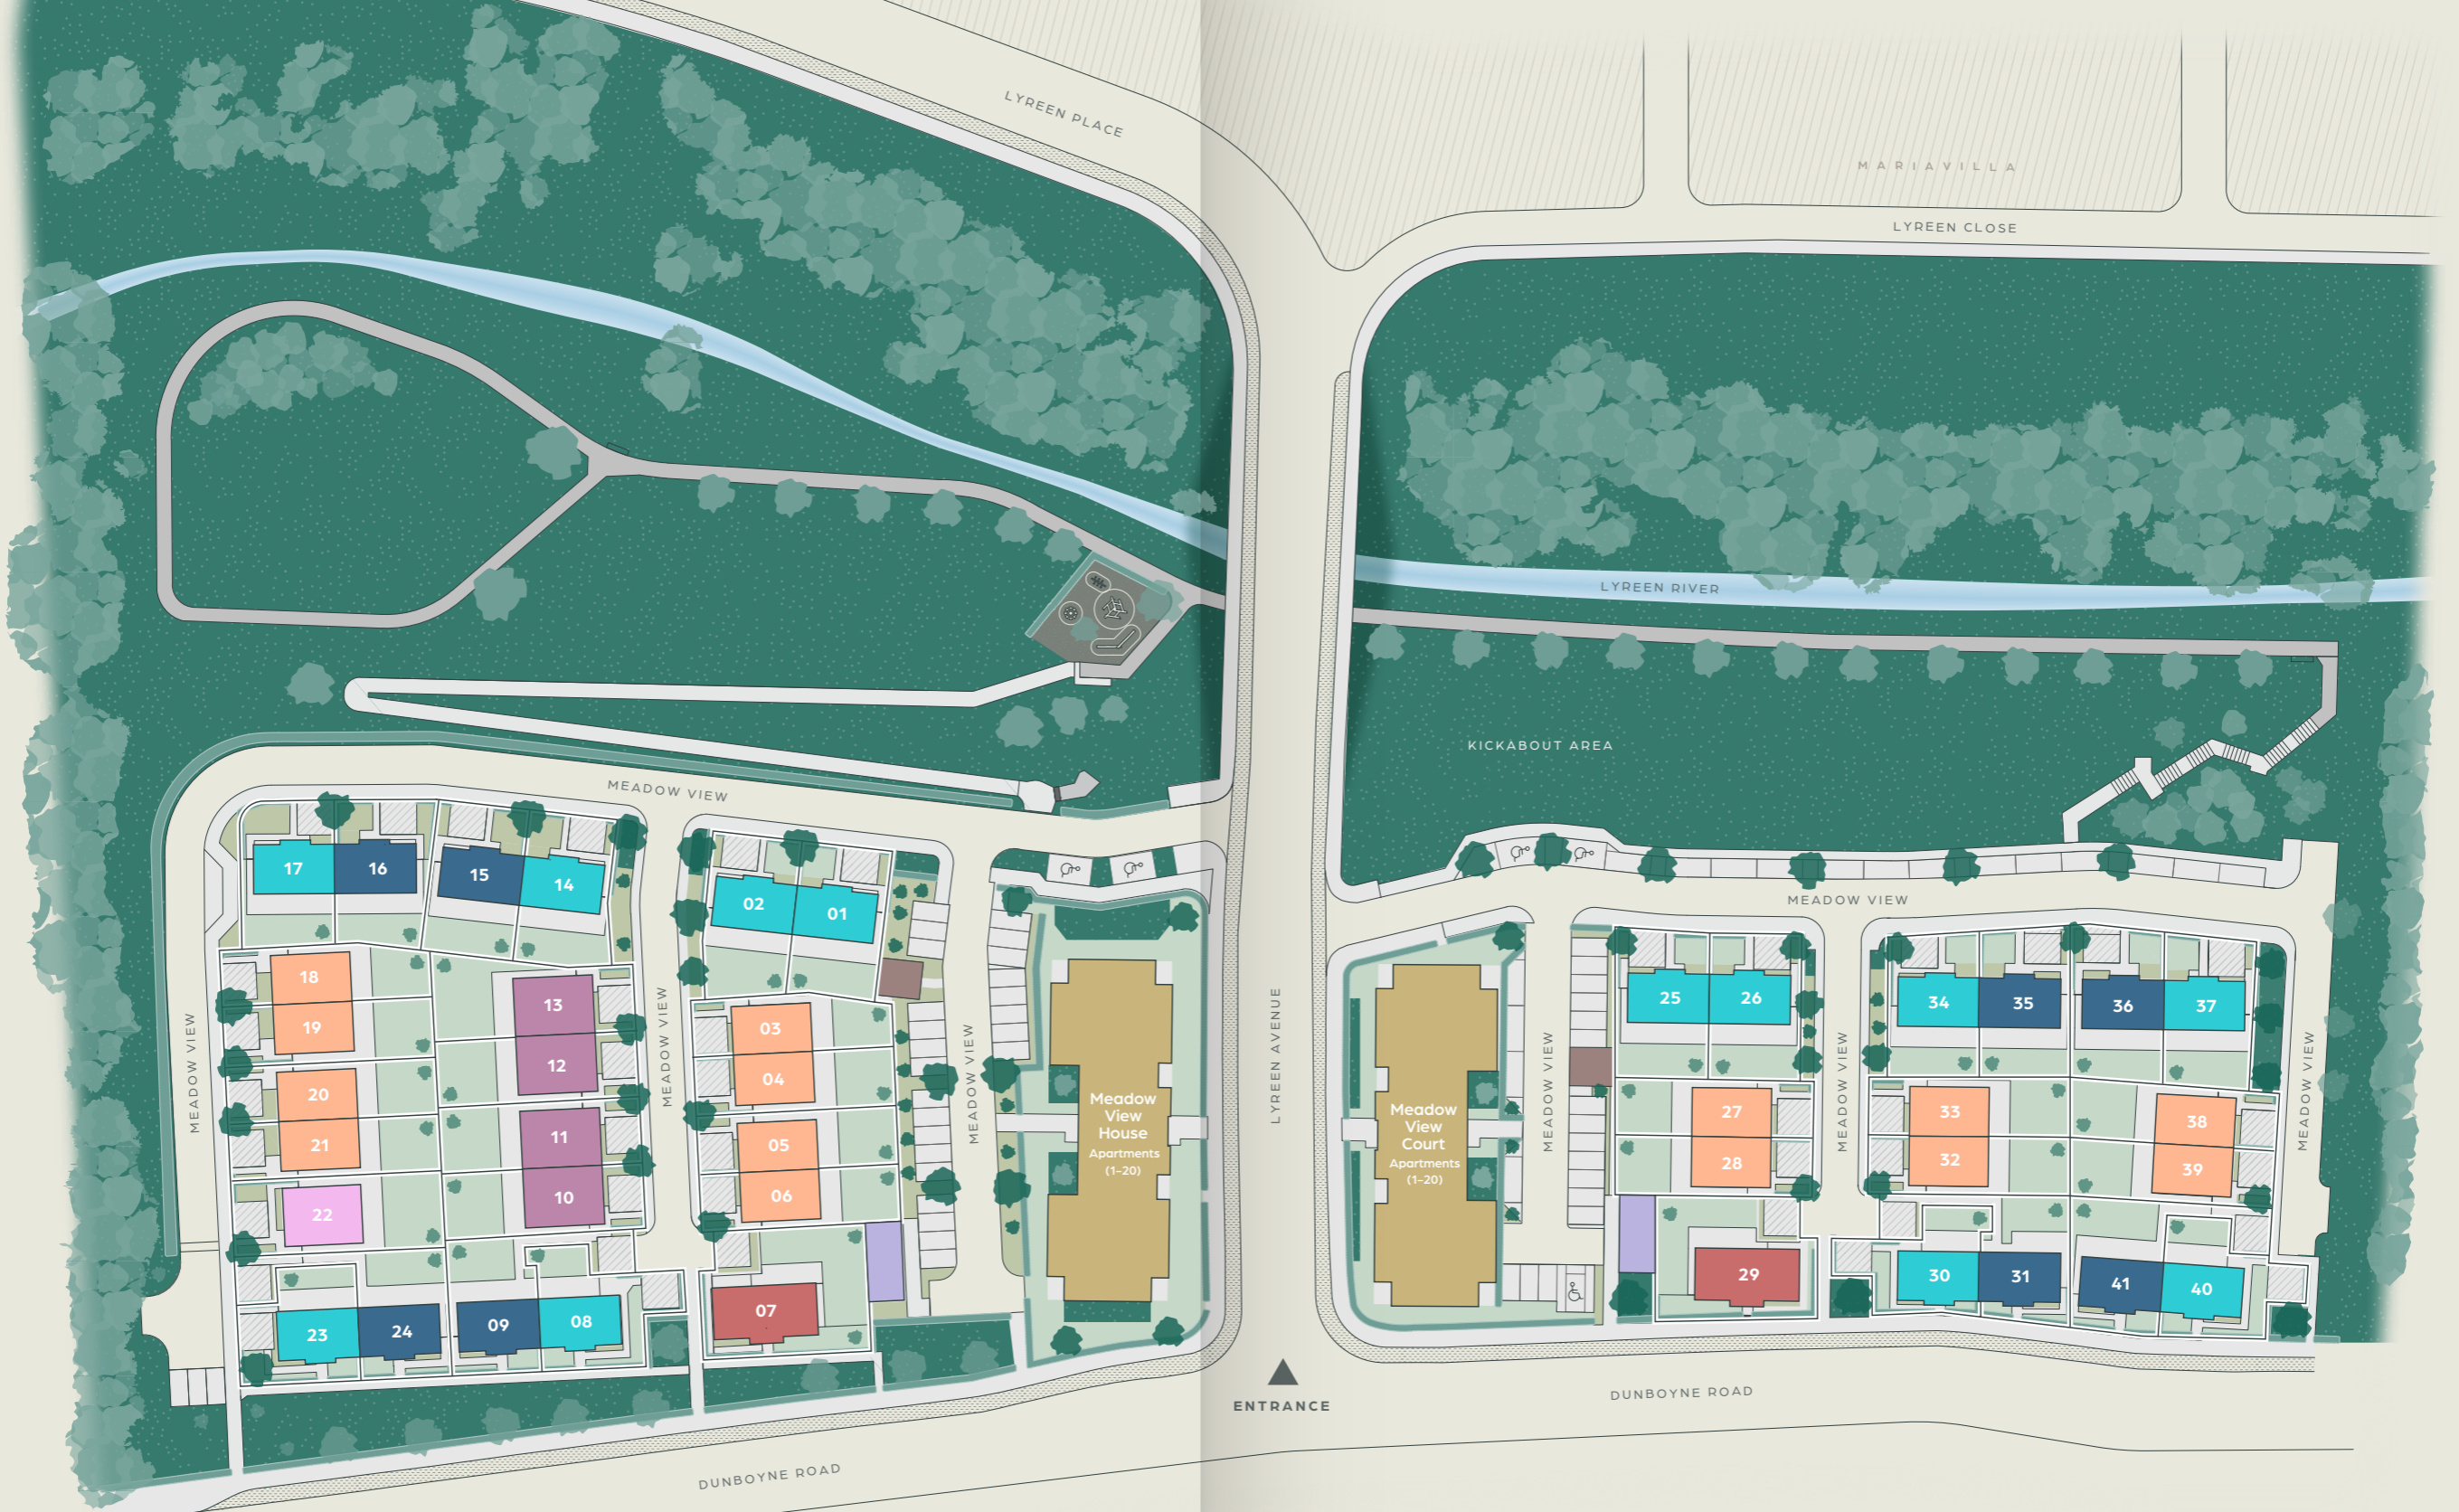 LYREEN PLACE
MARIAVILLA
LYREEN CLOSE
LYREEN RIVER
KICKABOUT AREA
MEADOW VIEW
MEADOW VIEW
17
16
15
14
02
01
25
26
34
35
36
37
18
19
20
21
22
13
12
11
10
03
04
05
06
MEADOW VIEW
MEADOW VIEW
MEADOW VIEW
Meadow
View
House
Apartments
(1–20)
LYREEN AVENUE
Meadow
View
Court
Apartments
(1–20)
MEADOW VIEW
27
28
MEADOW VIEW
33
32
38
39
MEADOW VIEW
23
24
09
08
07
29
30
31
41
40
ENTRANCE
DUNBOYNE ROAD
DUNBOYNE ROAD